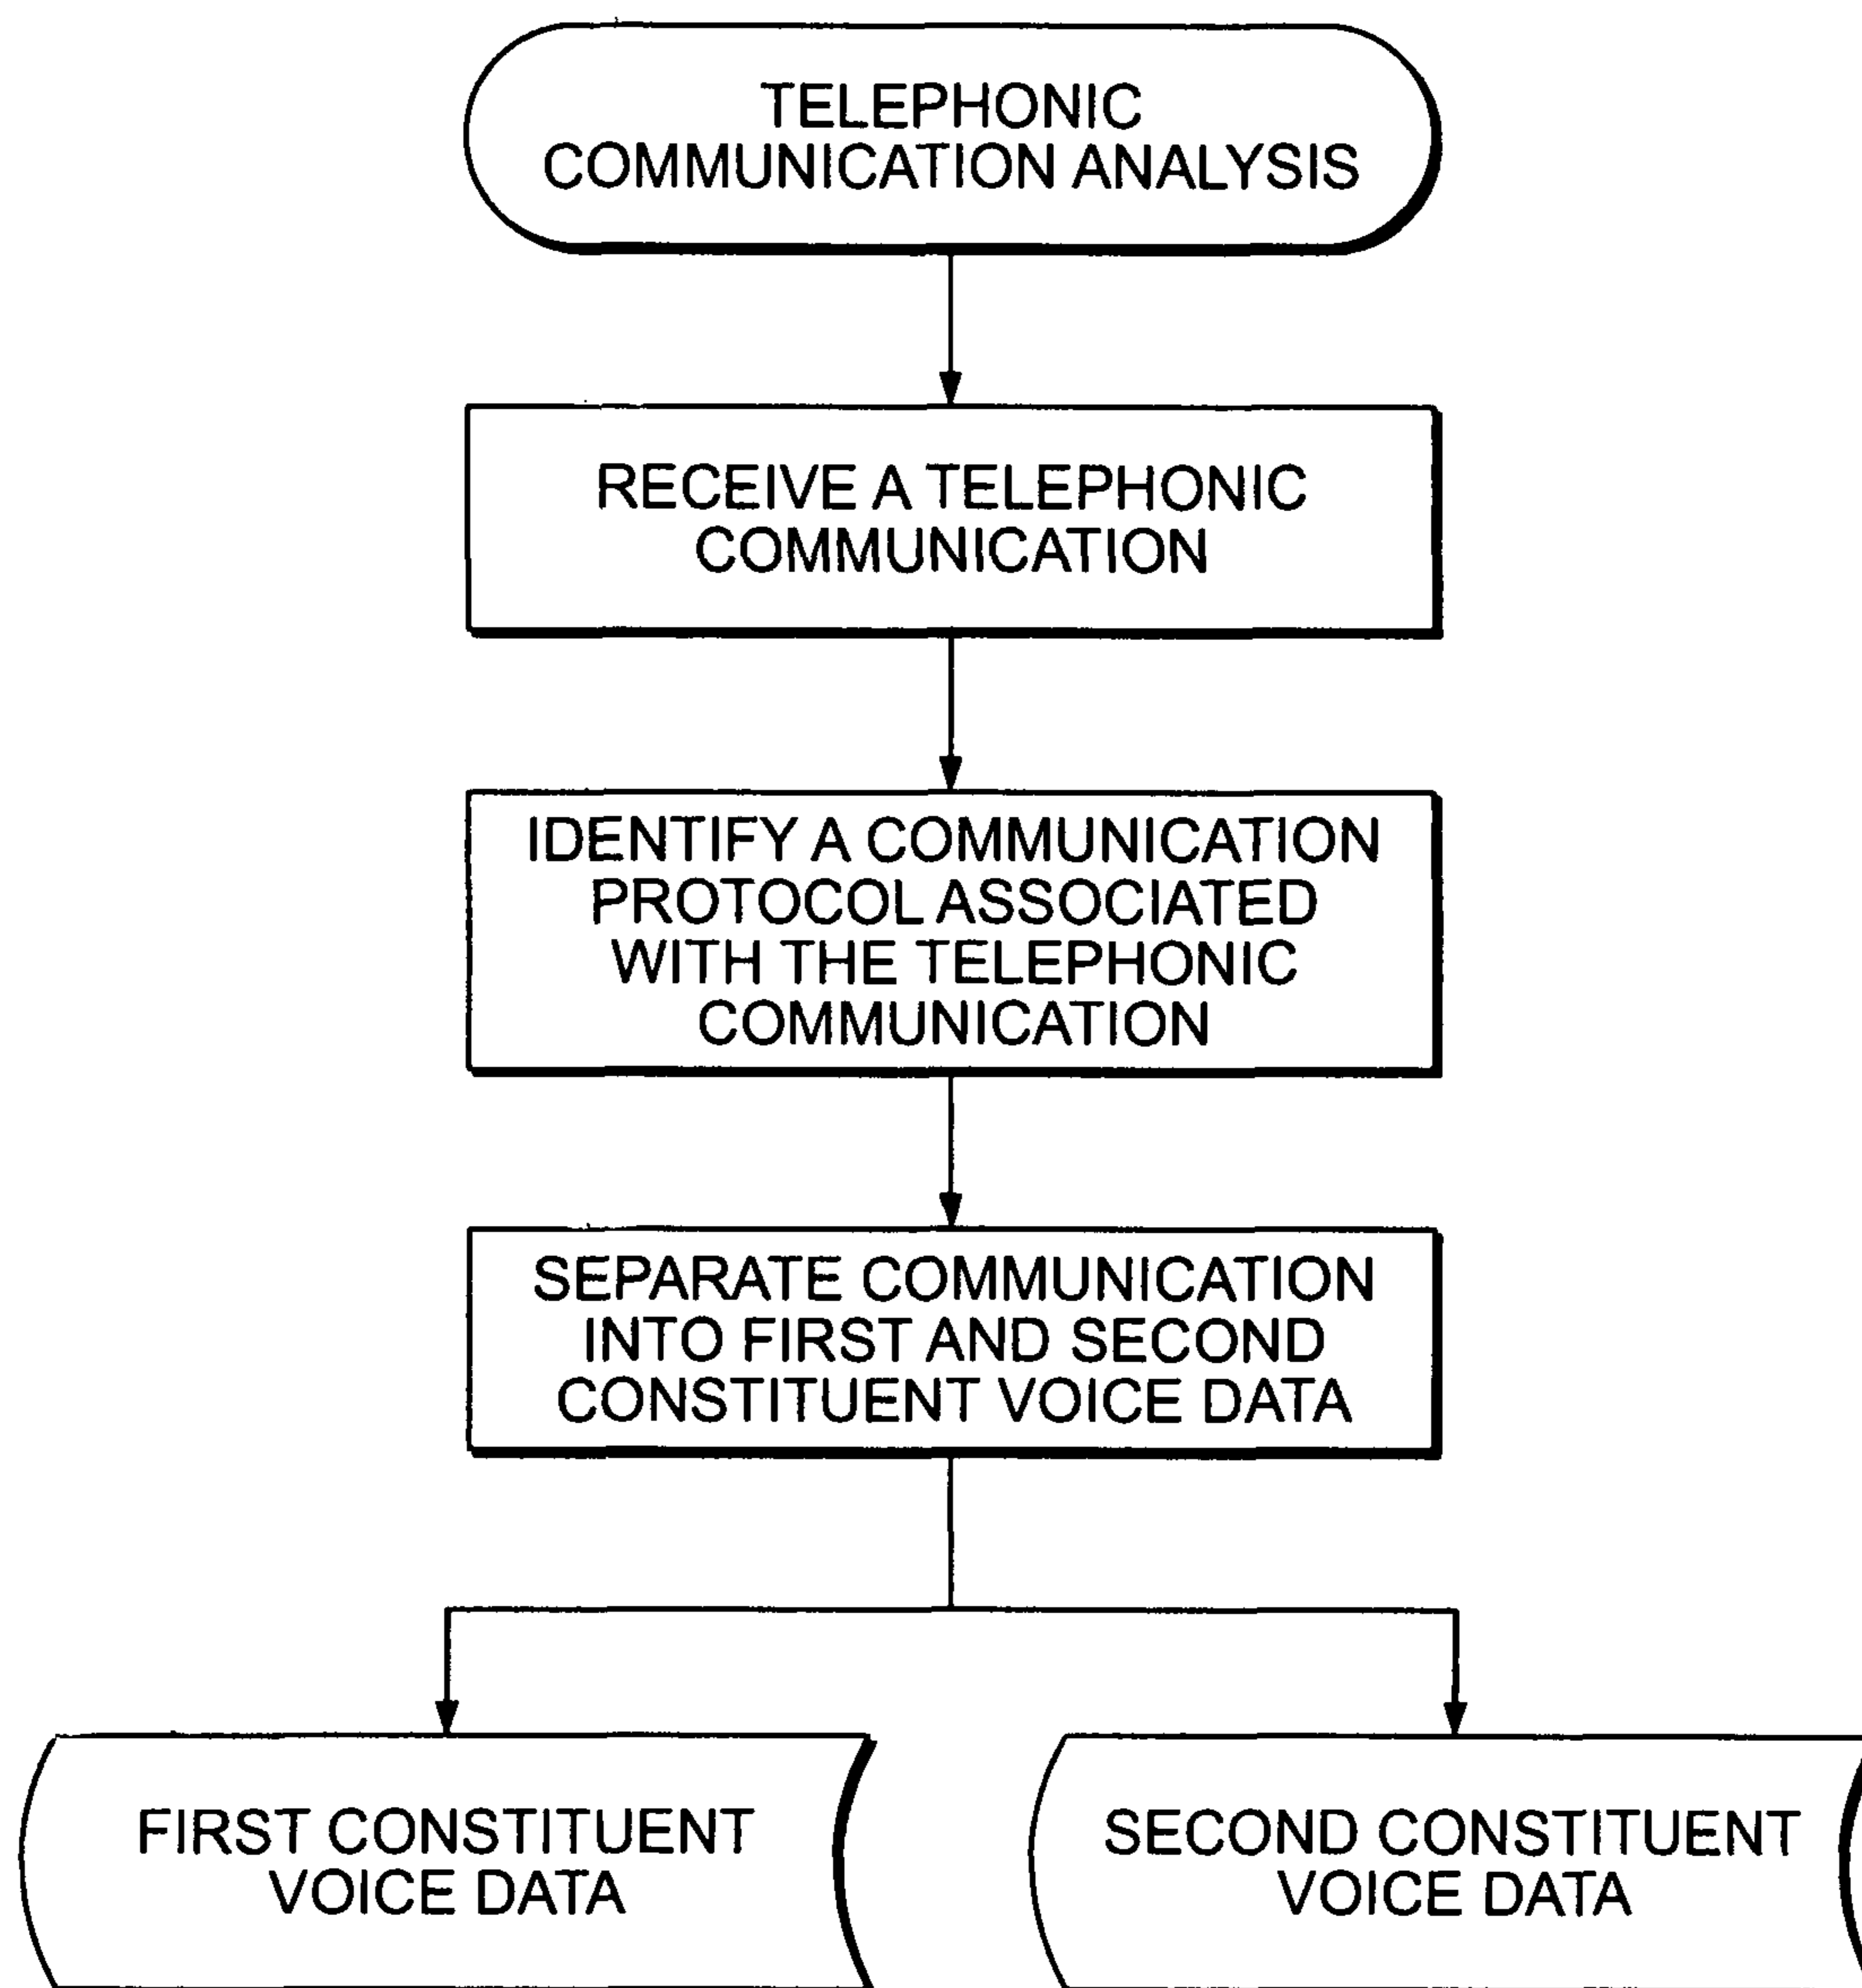 TELEPHONIC
COMMUNICATION ANALYSIS
RECEIVE A TELEPHONIC
COMMUNICATION
IDENTIFY A COMMUNICATION
PROTOCOL ASSOCIATED
WITH THE TELEPHONIC
COMMUNICATION
SEPARATE COMMUNICATION
INTO FIRST AND SECOND
CONSTITUENT VOICE DATA
FIRST CONSTITUENT
VOICE DATA
SECOND CONSTITUENT
VOICE DATA